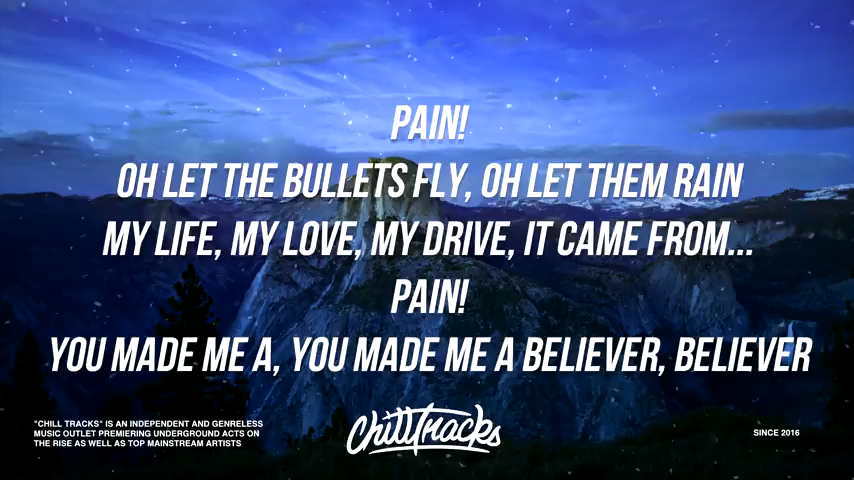 PAIN!
OH LET THE BULLETS FLY, OH LET THEM RAIN
MY LIFE, MY LOVE, MY DRIVE, IT CAME FROM...
PAIN!
YOU MADE ME A, YOU MADE ME A BELIEVER, BELIEVER
"CHILL TRACKS" IS AN INDEPENDENT AND GENRELESS
MUSIC OUTLET PREMIERING UNDERGROUND ACTS ON
THE RISE AS WELL AS TOP MAINSTREAM ARTISTS
ChillTracks
SINCE 2016